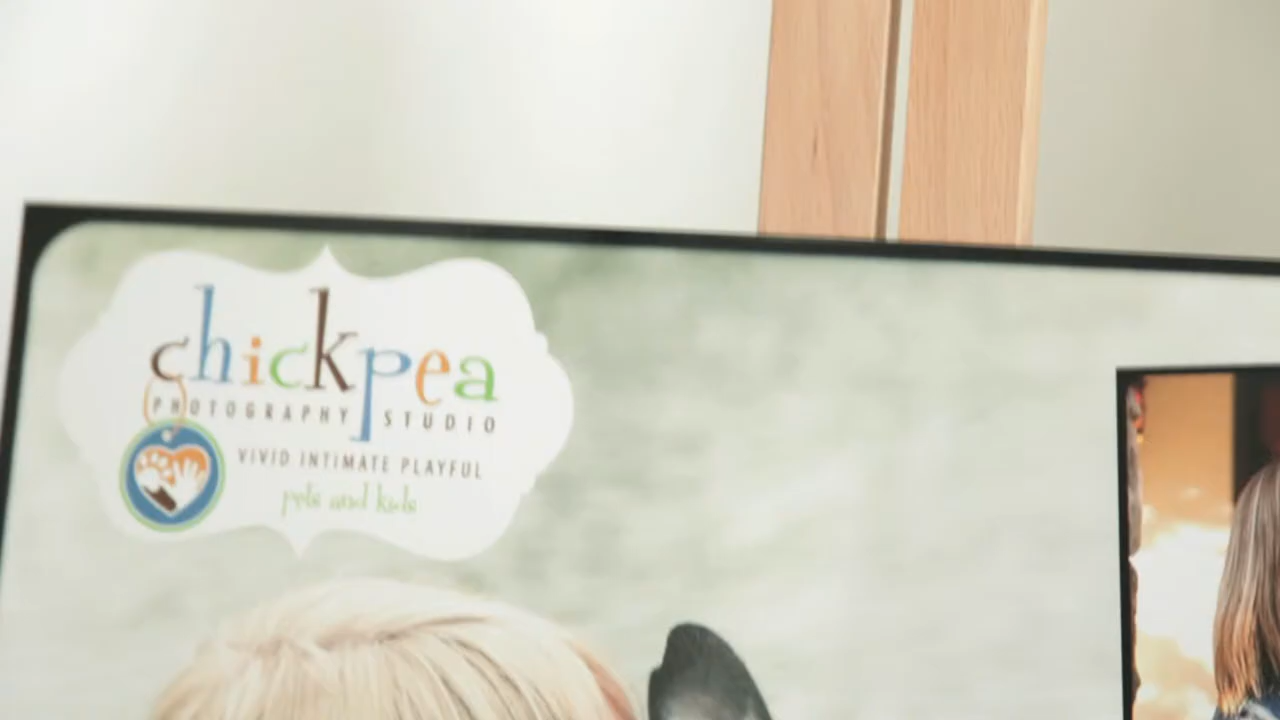 chickpea
PHOTOGRAPHY STUDIO
ViViD INTiMATE PLAYFUL
pets and kids